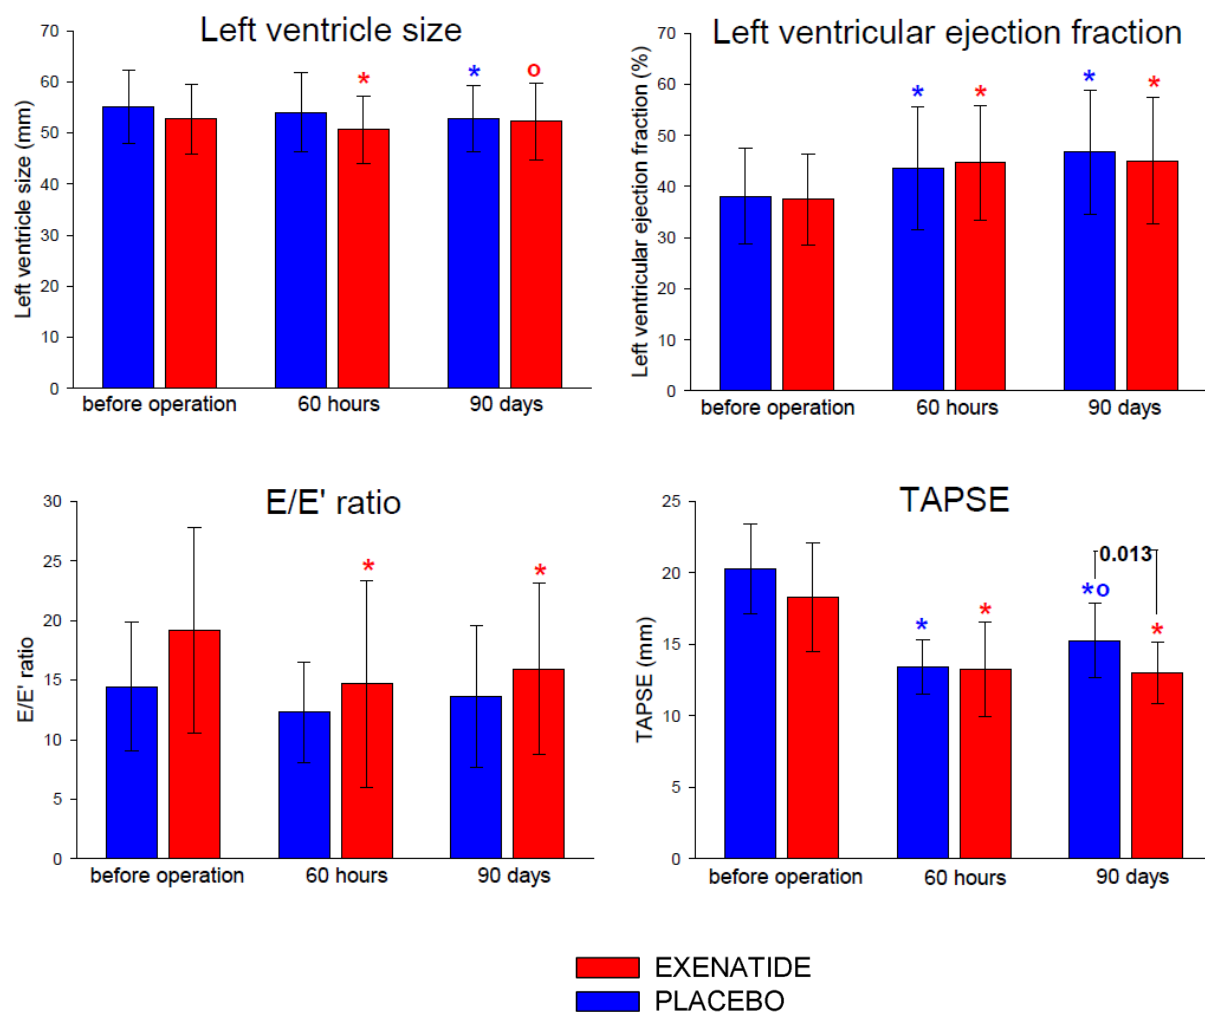 Left ventricle size
Left ventricle size (mm)
70
60
50
40
30
20
10
0
* * o
before operation 60 hours 90 days
Left ventricular ejection fraction
Left ventricular ejection fraction (%)
70
60
50
40
30
20
10
0
* * * *
before operation 60 hours 90 days
E/E' ratio
E/E' ratio
30
25
20
15
10
5
0
* *
before operation 60 hours 90 days
TAPSE
TAPSE (mm)
25
20
15
10
5
0
0.013
* * *o *
before operation 60 hours 90 days
EXENATIDE
PLACEBO